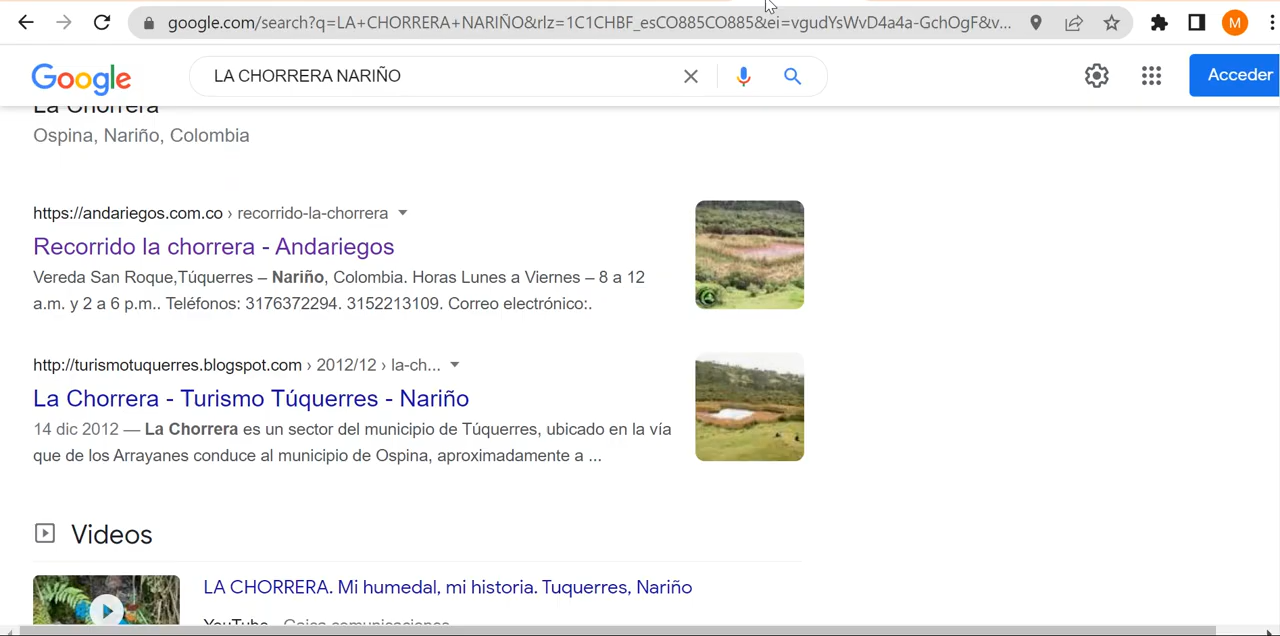 google.com/search?q=LA+CHORRERA+NARIÑO&rlz=1C1CHBF_esCO885CO885&ei=vgudYsWvD4a4a-GchOgF&v...
M
Google
LA CHORRERA NARIÑO
Acceder
La Chorrera
Ospina, Nariño, Colombia
https://andariegos.com.co › recorrido-la-chorrera
Recorrido la chorrera - Andariegos
Vereda San Roque,Túquerres – Nariño, Colombia. Horas Lunes a Viernes – 8 a 12
a.m. y 2 a 6 p.m.. Teléfonos: 3176372294. 3152213109. Correo electrónico:.
http://turismotuquerres.blogspot.com › 2012/12 › la-ch...
La Chorrera - Turismo Túquerres - Nariño
14 dic 2012 — La Chorrera es un sector del municipio de Túquerres, ubicado en la vía
que de los Arrayanes conduce al municipio de Ospina, aproximadamente a ...
Videos
LA CHORRERA. Mi humedal, mi historia. Tuquerres, Nariño
YouTube